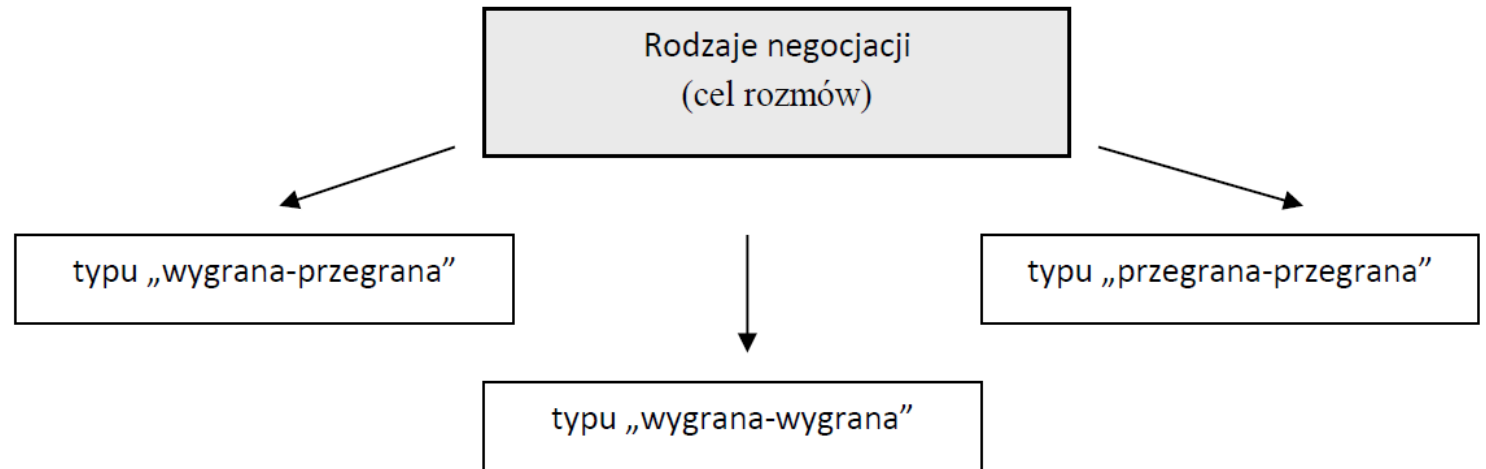 Rodzaje negocjacji
(cel rozmów)
typu „wygrana-przegrana”
typu „przegrana-przegrana”
typu „wygrana-wygrana”